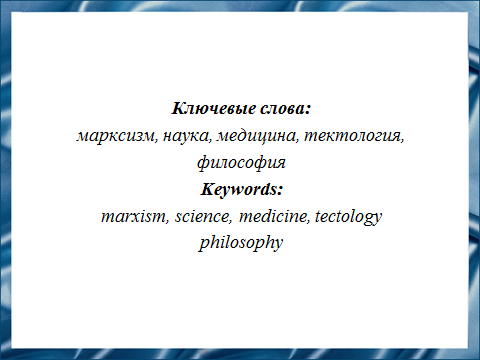 Ключевые слова:
марксизм, наука, медицина, тектология,
философия
Keywords:
marxism, science, medicine, tectology
philosophy